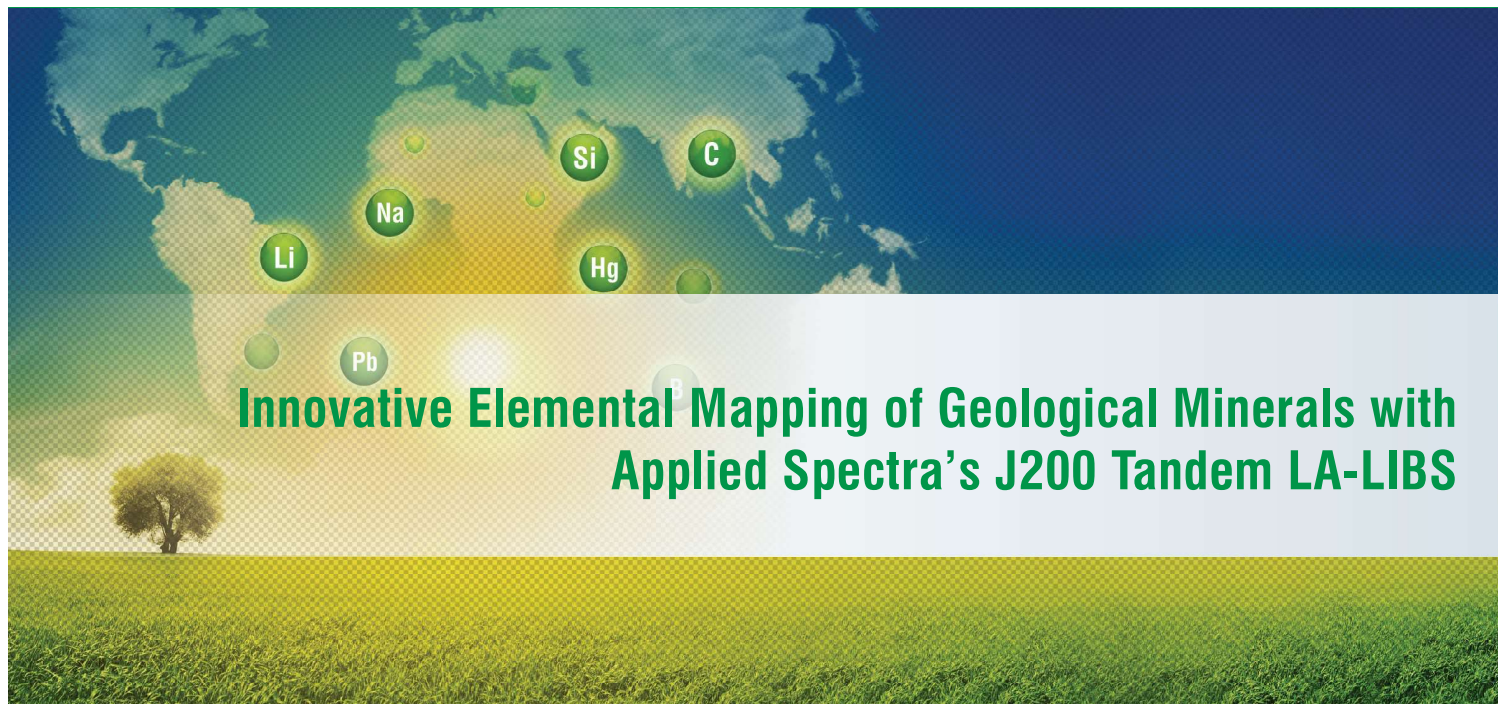 Si
C
Na
Li
Hg
Pb
B
Innovative Elemental Mapping of Geological Minerals with
Applied Spectra’s J200 Tandem LA-LIBS